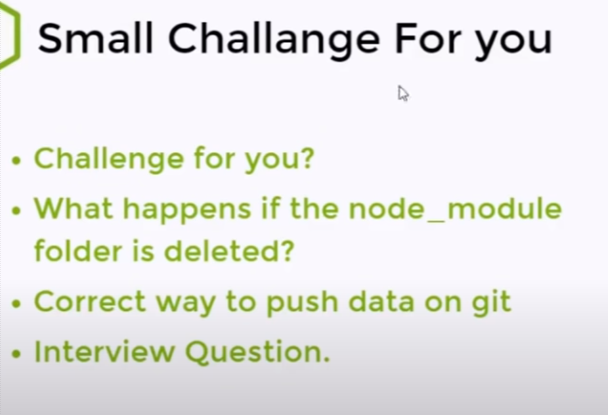 Small Challange For you
• Challenge for you?
• What happens if the node_module
folder is deleted?
• Correct way to push data on git
• Interview Question.